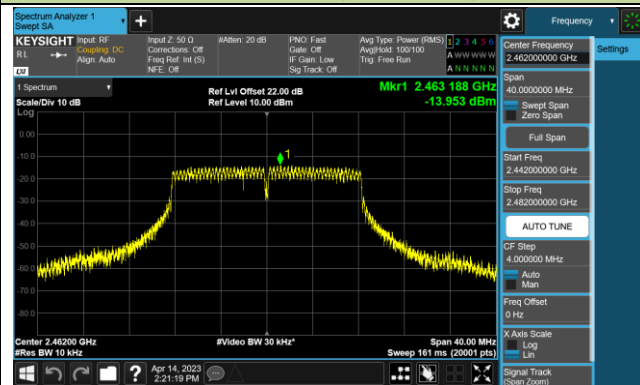 Spectrum Analyzer 1
Swept SA
Frequency
KEYSIGHT
Input: RF
Coupling: DC
Align: Auto
Input Z: 50 Ω
Corrections: Off
Freq Ref: Int (S)
NFE: Off
#Atten: 20 dB
PNO: Fast
Gate: Off
IF Gain: Low
Sig Track: Off
Avg Type: Power (RMS)
Avg|Hold: 100/100
Trig: Free Run
1 2 3 4 5 6
A W W W W W
A N N N N N
RL
LXI
1 Spectrum
Scale/Div 10 dB
Ref Lvl Offset 22.00 dB
Ref Level 10.00 dBm
Mkr1 2.463 188 GHz
-13.953 dBm
Log
0.00
-10.0
-20.0
-30.0
-40.0
-50.0
-60.0
-70.0
-80.0
1
Center 2.46200 GHz
#Res BW 10 kHz
#Video BW 30 kHz*
Span 40.00 MHz
Sweep 161 ms (20001 pts)
Apr 14, 2023
2:21:19 PM
Center Frequency
2.462000000 GHz
Settings
Span
40.0000000 MHz
Swept Span
Zero Span
Full Span
Start Freq
2.442000000 GHz
Stop Freq
2.482000000 GHz
AUTO TUNE
CF Step
4.000000 MHz
Auto
Man
Freq Offset
0 Hz
X Axis Scale
Log
Lin
Signal Track
(Span Zoom)